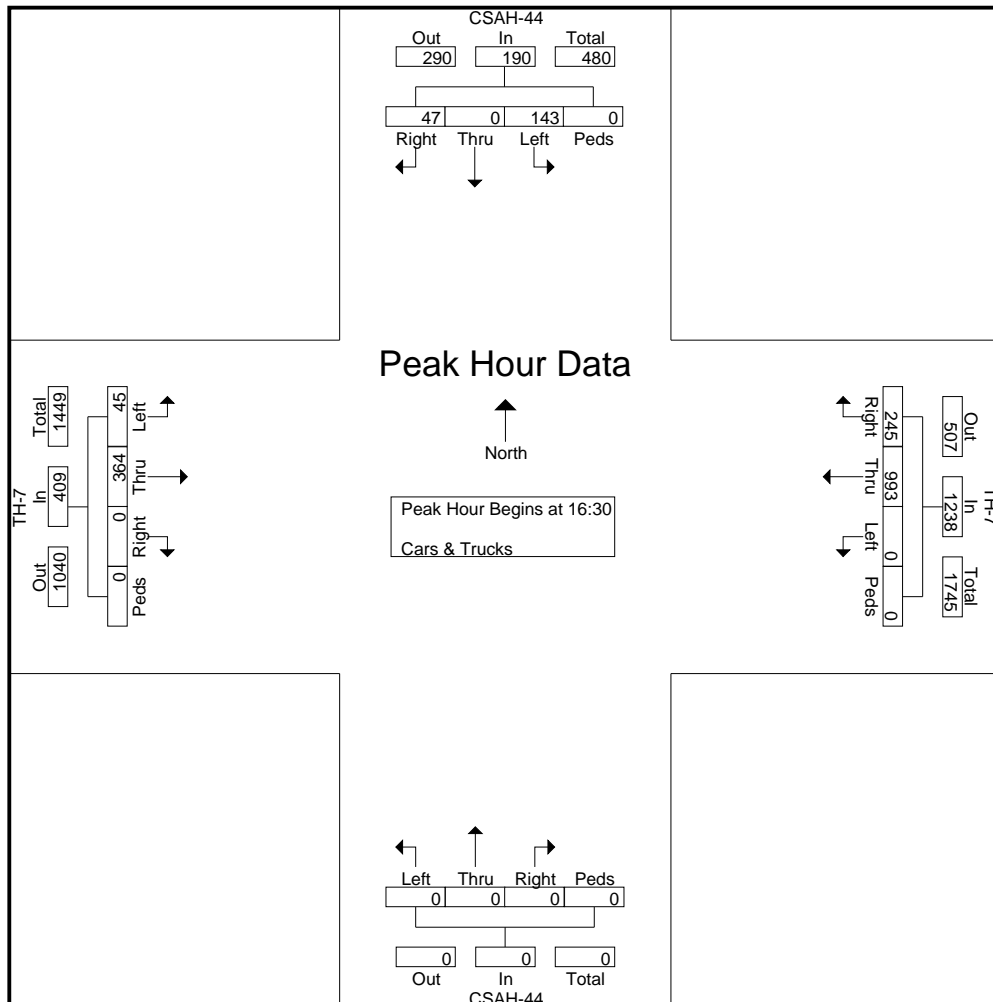 CSAH-44
Out In Total
290 190 480
47 0 143 0
Right Thru Left Peds
Peak Hour Data
North
Peak Hour Begins at 16:30
Cars & Trucks
TH-7
Total In Out
1449 409 1040
45 364 0 0
Left Thru Right Peds
Right Thru Left Peds
245 993 0 0
Out In Total
507 1238 1745
TH-7
Left Thru Right Peds
0 0 0 0
0 0 0
Out In Total
CSAH-44